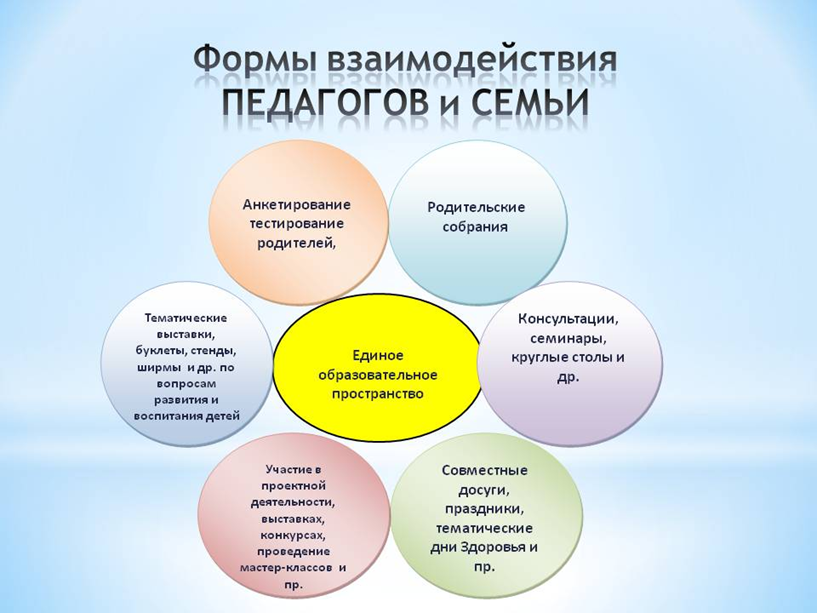 Формы взаимодействия
ПЕДАГОГОВ и СЕМЬИ
Анкетирование
тестирование
родителей,
Родительские
собрания
Тематические
выставки,
буклеты, стенды,
ширмы и др. по
вопросам
развития и
воспитания детей
Единое
образовательное
пространство
Консультации,
семинары,
круглые столы и
др.
Участие в
проектной
деятельности,
выставках,
конкурсах,
проведение
мастер-классов и
пр.
Совместные
досуги,
праздники,
тематические
дни Здоровья и
пр.